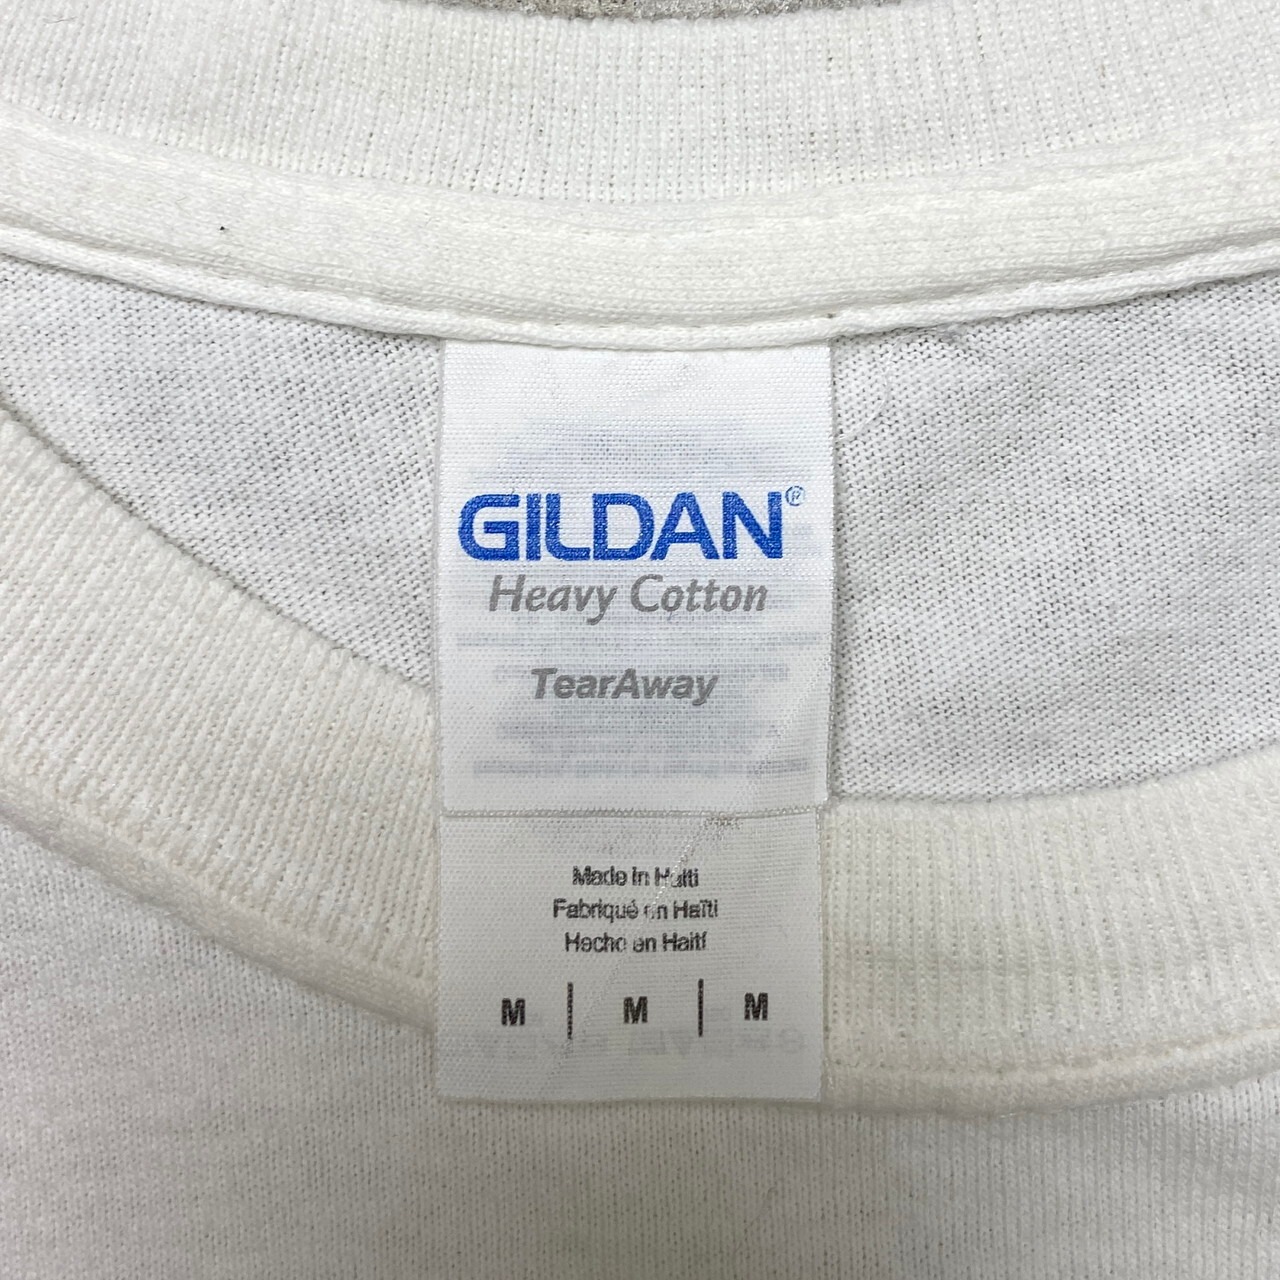 GILDAN®
Heavy Cotton
TearAway
Made in Haiti
Fabriqué en Haïti
Hecho en Haití
M | M | M